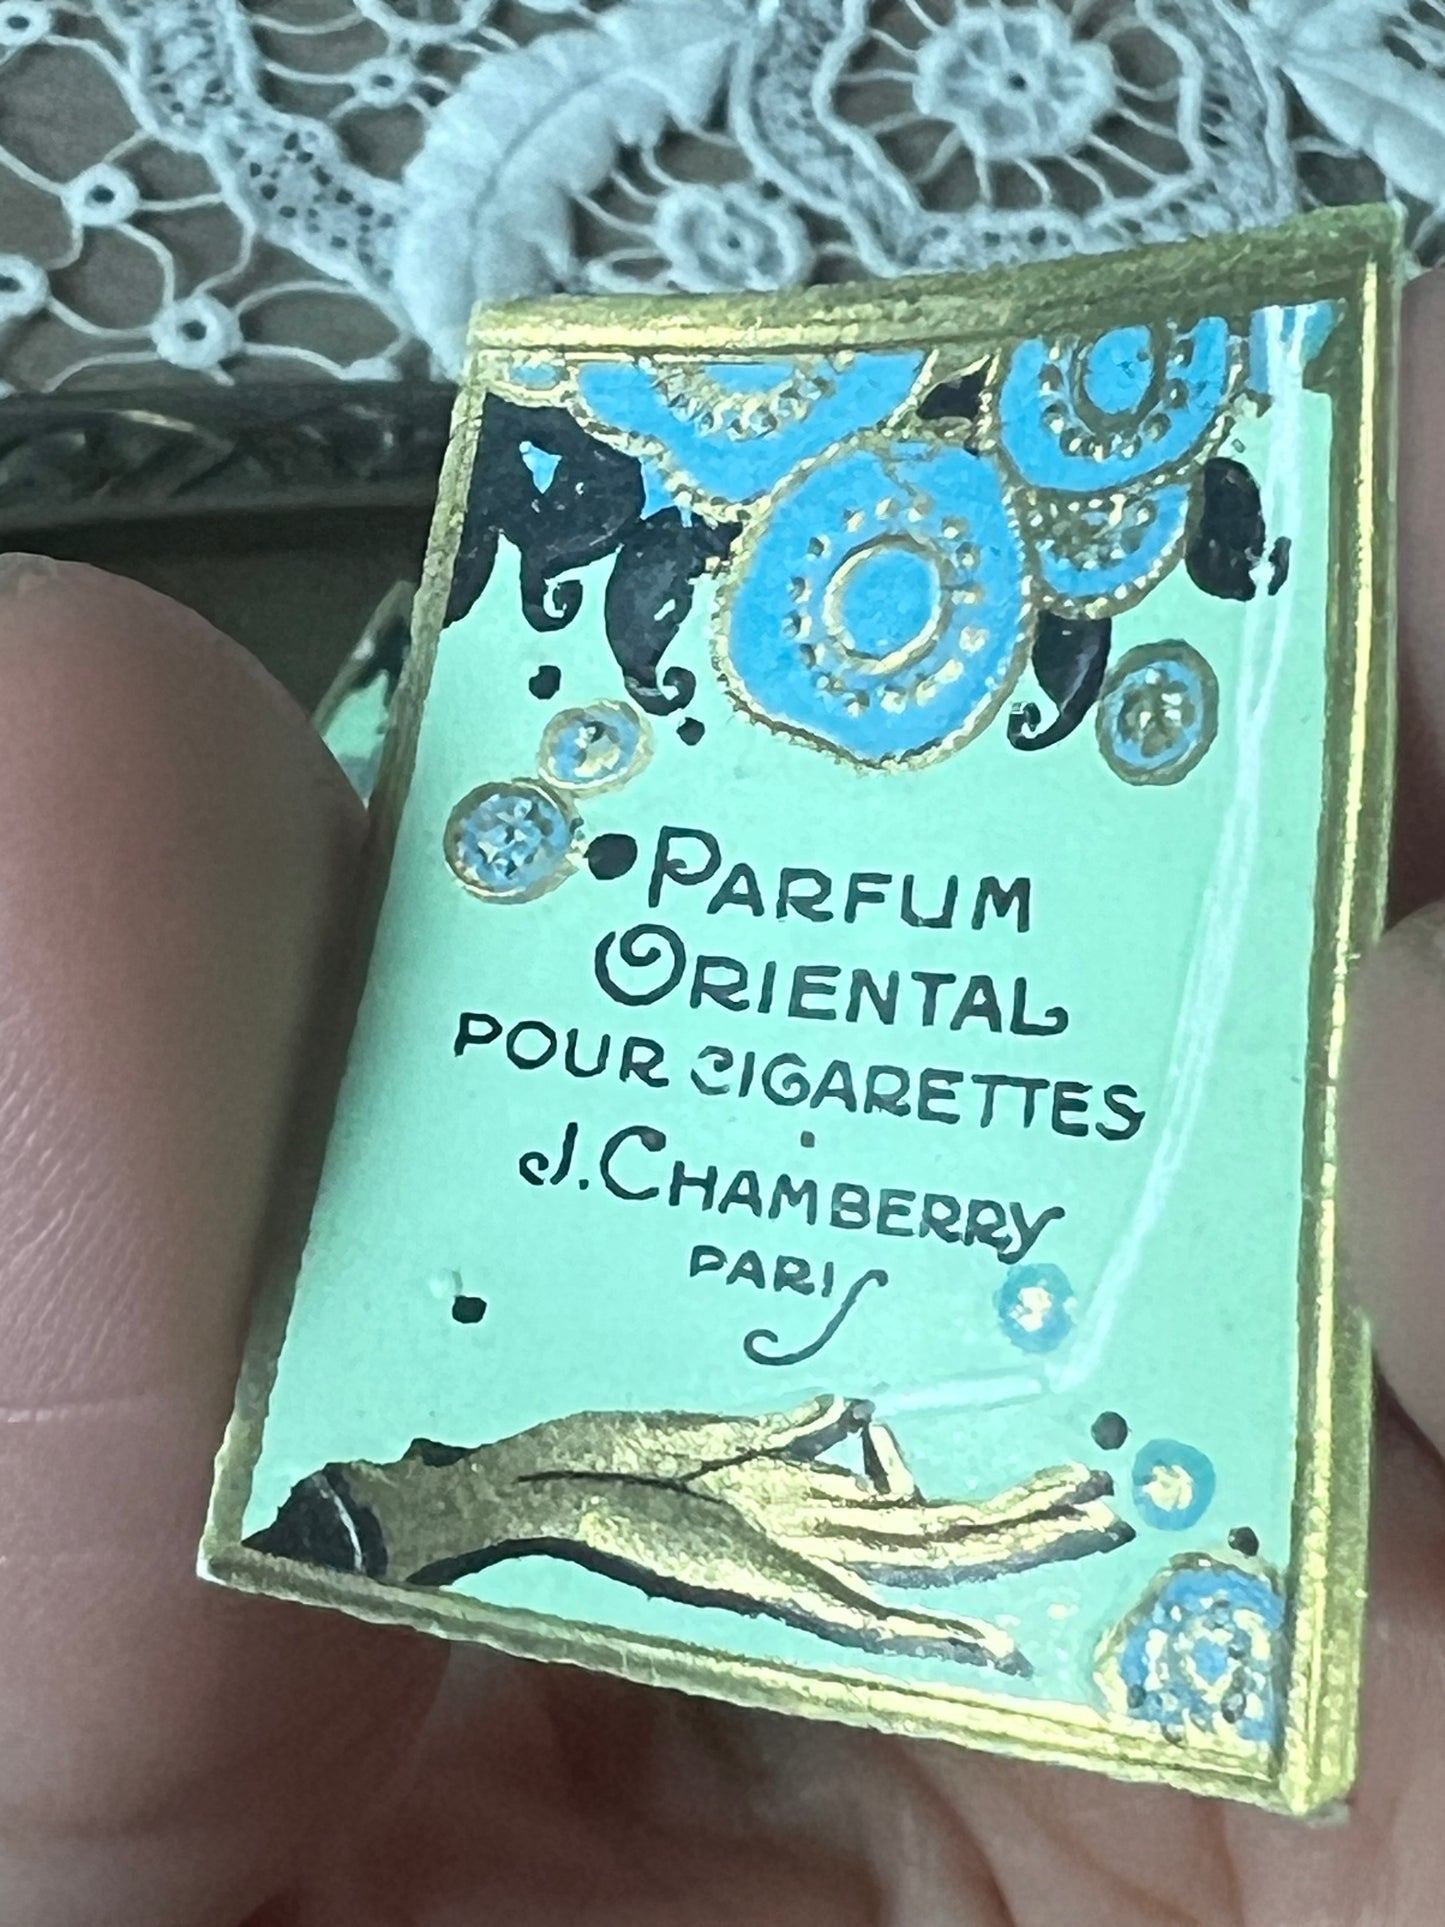 PARFUM
ORIENTAL
POUR CIGARETTES
J. CHAMBERRY
PARIS